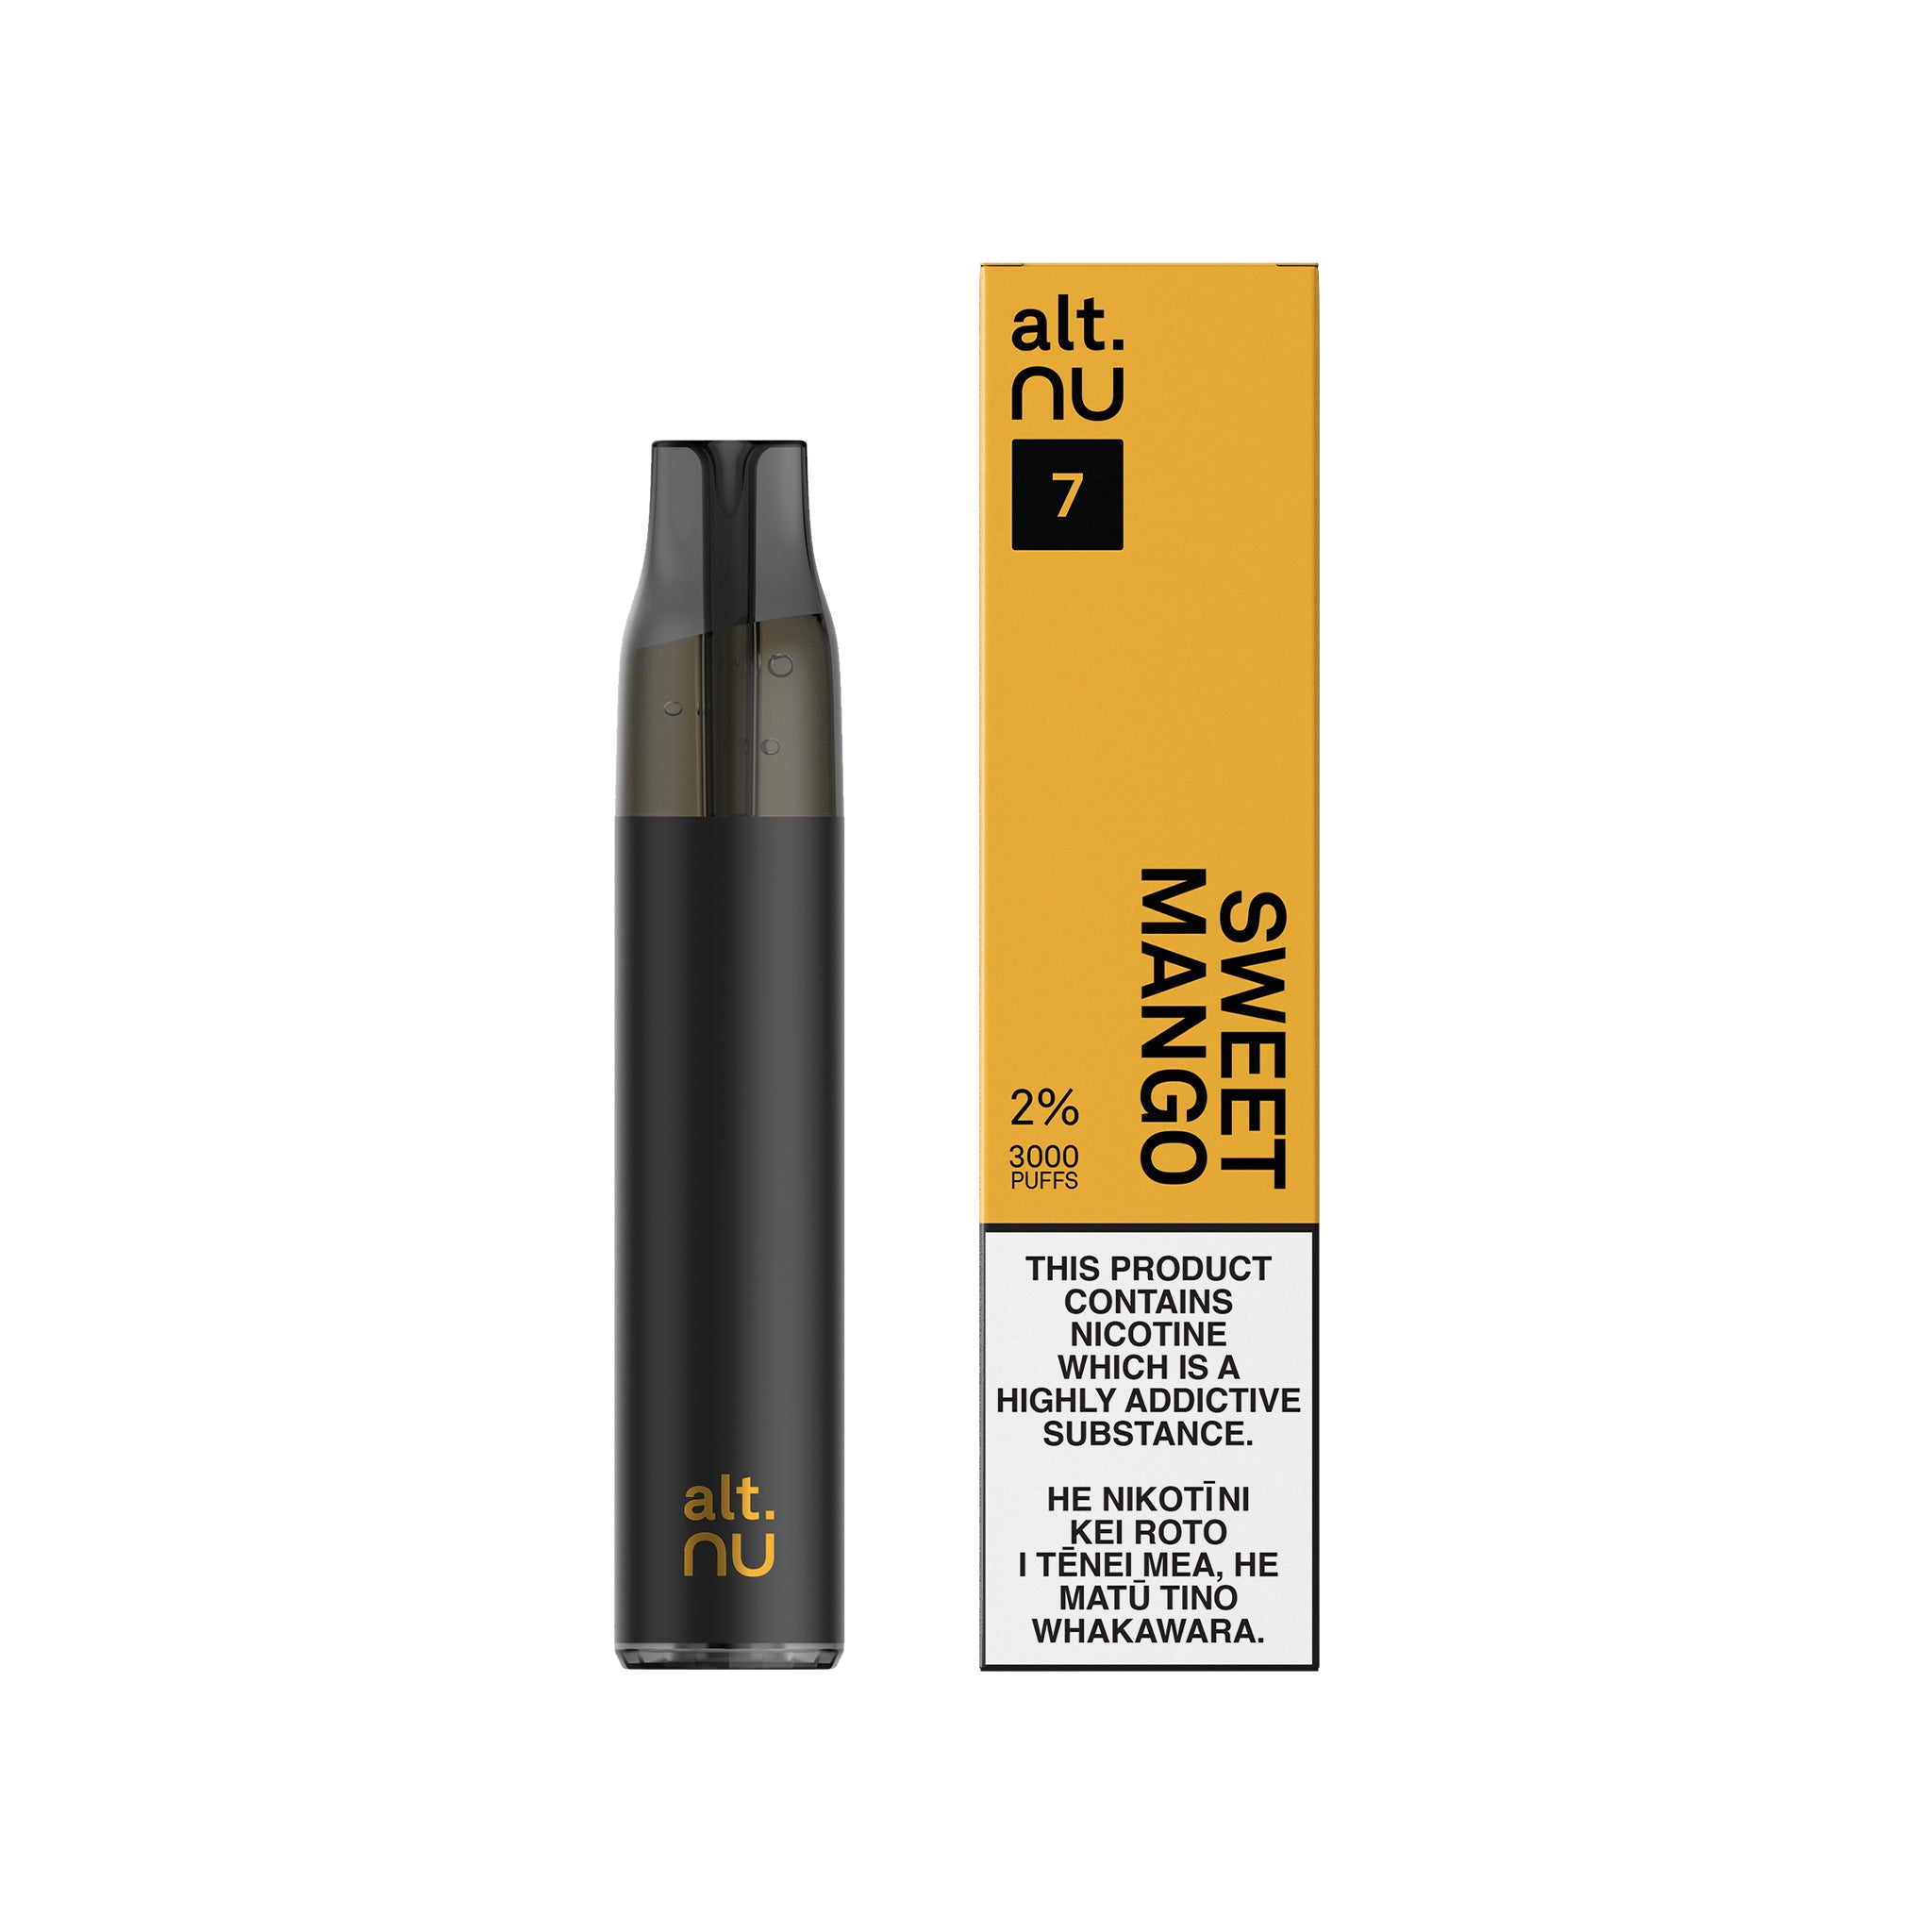 alt.
nu
alt.
nu
7
SWEET
MANGO
2%
3000
PUFFS
THIS PRODUCT
CONTAINS
NICOTINE
WHICH IS A
HIGHLY ADDICTIVE
SUBSTANCE.
HE NIKOTĪNI
KEI ROTO
I TĒNEI MEA, HE
MATŪ TINO
WHAKAWARA.